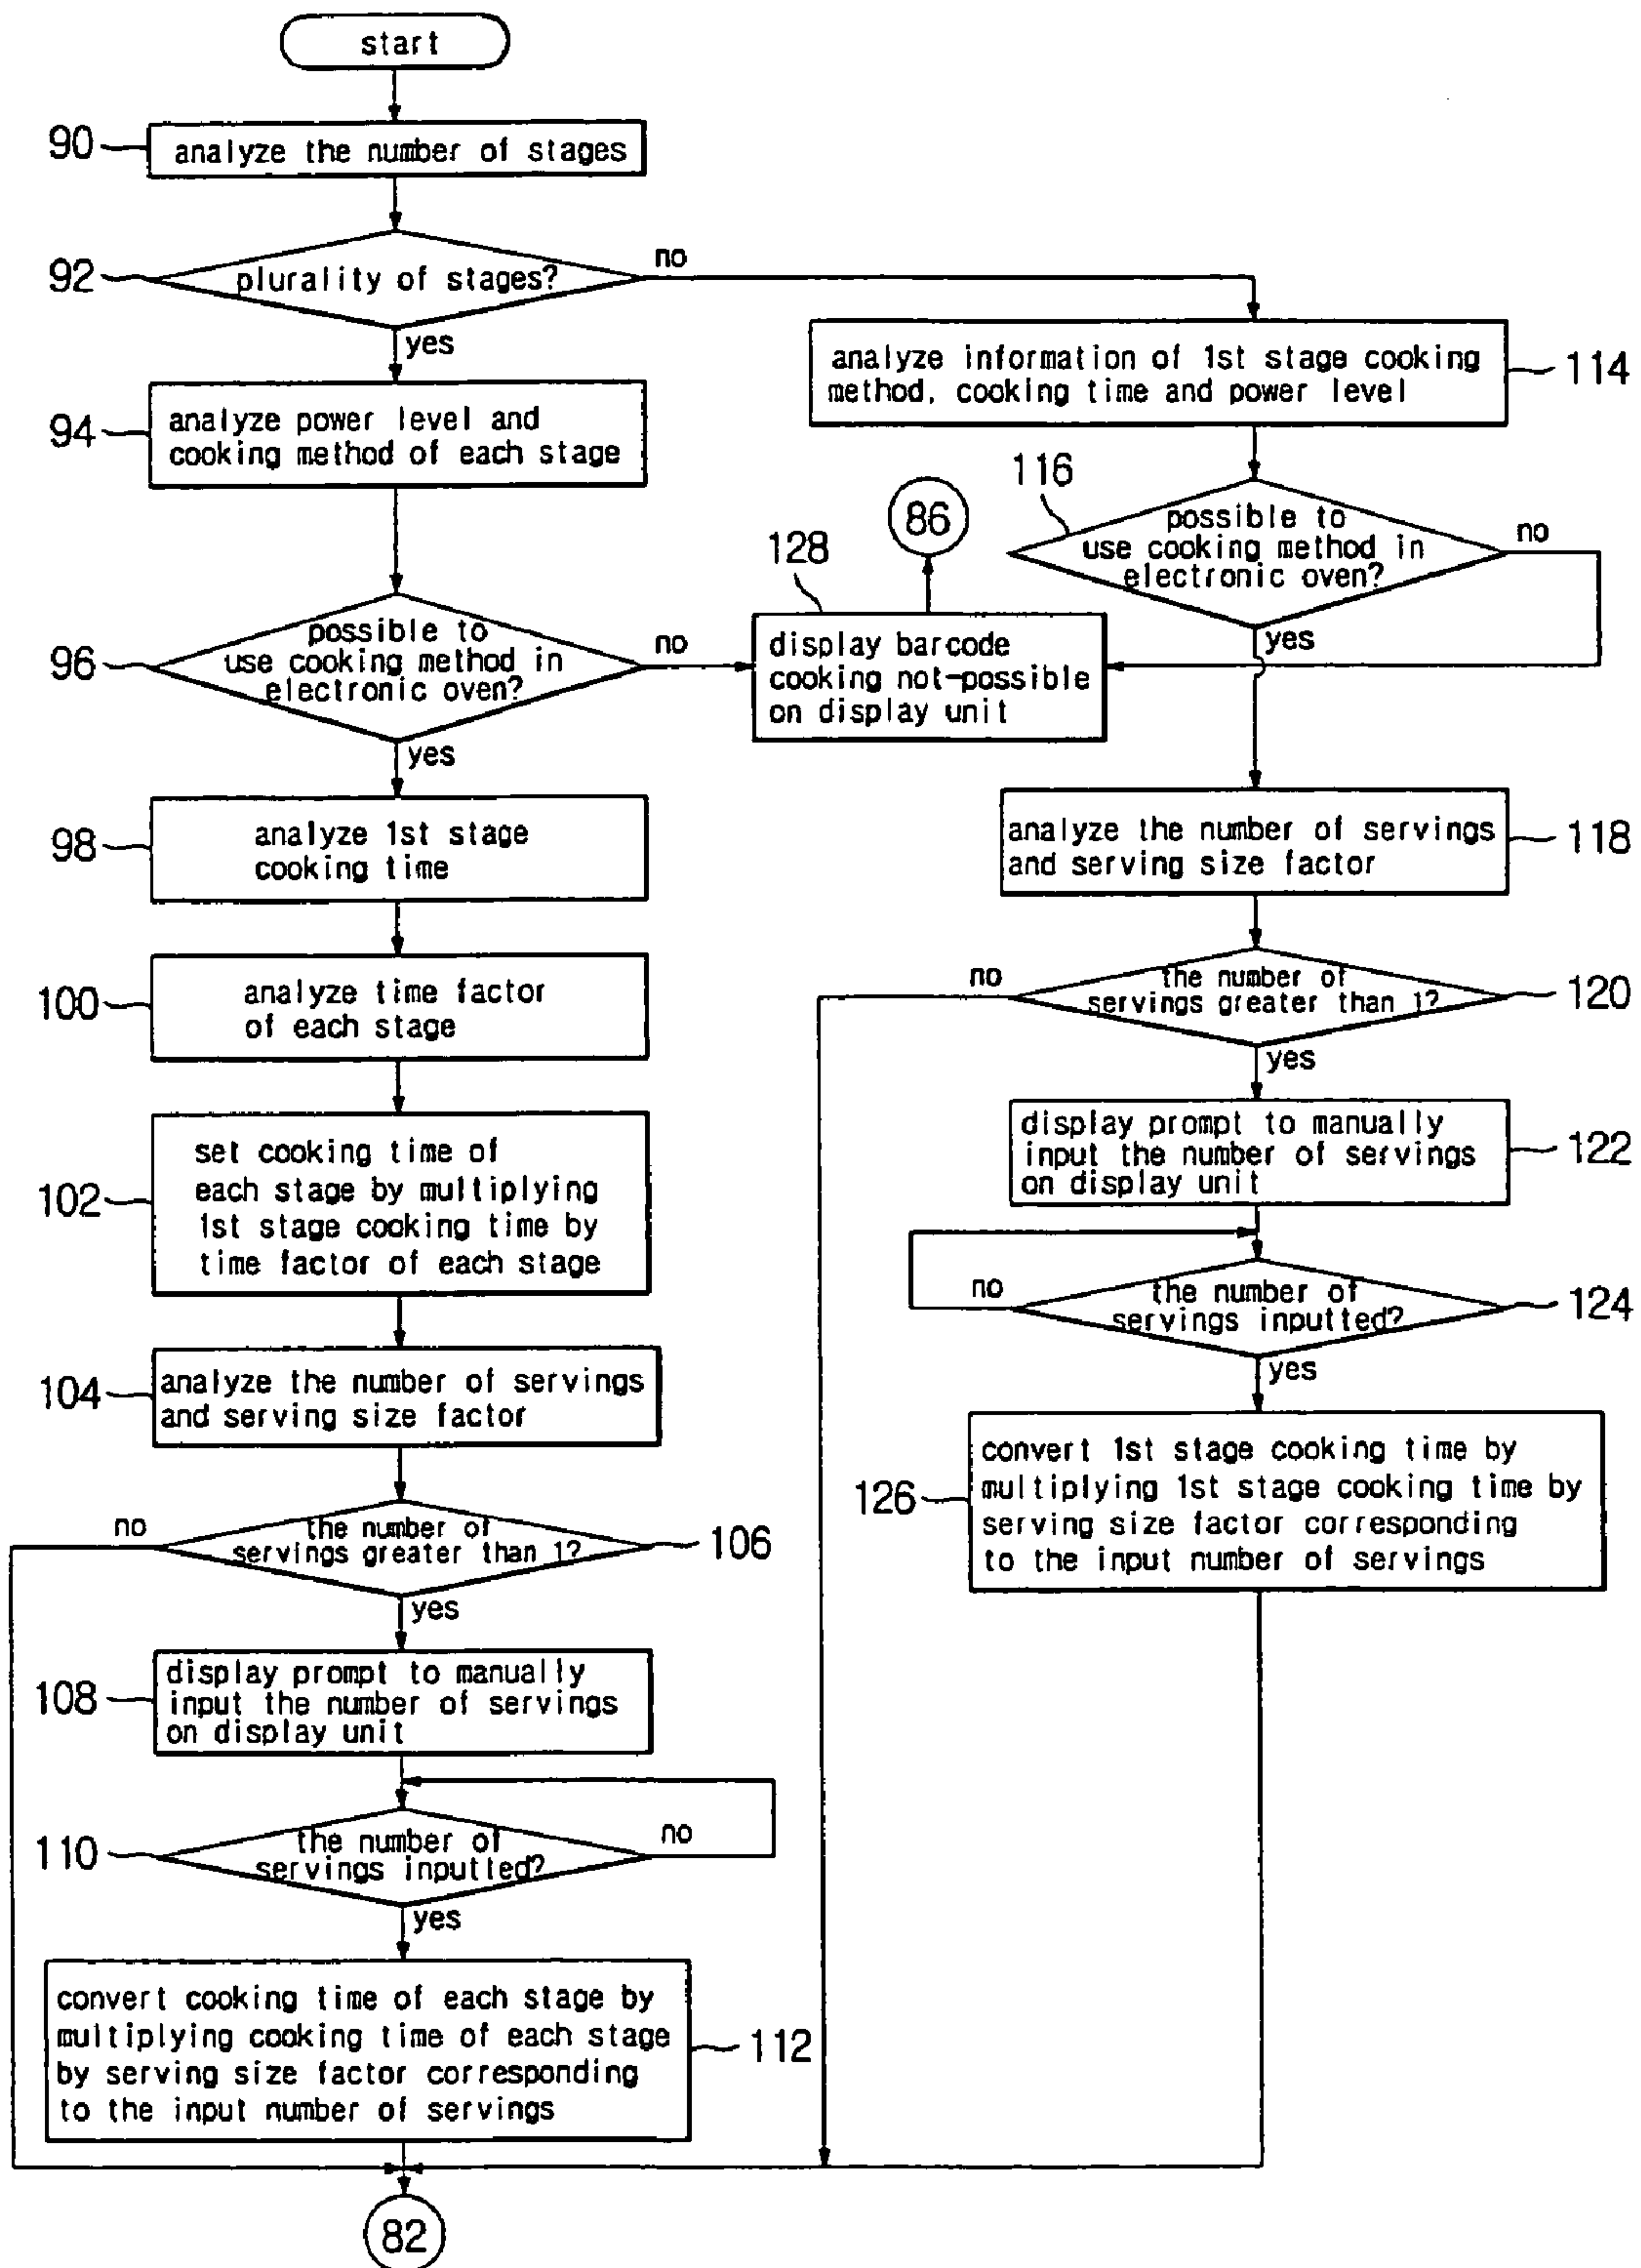 start
90
analyze the number of stages
92
plurality of stages?
no
yes
94
analyze power level and
cooking method of each stage
96
possible to
use cooking method in
electronic oven?
no
yes
98
analyze 1st stage
cooking time
100
analyze time factor
of each stage
102
set cooking time of
each stage by multiplying
1st stage cooking time by
time factor of each stage
104
analyze the number of servings
and serving size factor
no
the number of
servings greater than 1?
106
yes
108
display prompt to manually
input the number of servings
on display unit
110
the number of
servings inputted?
no
yes
convert cooking time of each stage by
multiplying cooking time of each stage
by serving size factor corresponding
to the input number of servings
112
82
analyze information of 1st stage cooking
method, cooking time and power level
114
116
possible to
use cooking method in
electronic oven?
no
yes
86
128
display barcode
cooking not-possible
on display unit
analyze the number of servings
and serving size factor
118
no
the number of
servings greater than 1?
120
yes
display prompt to manually
input the number of servings
on display unit
122
no
the number of
servings inputted?
124
yes
126
convert 1st stage cooking time by
multiplying 1st stage cooking time by
serving size factor corresponding
to the input number of servings